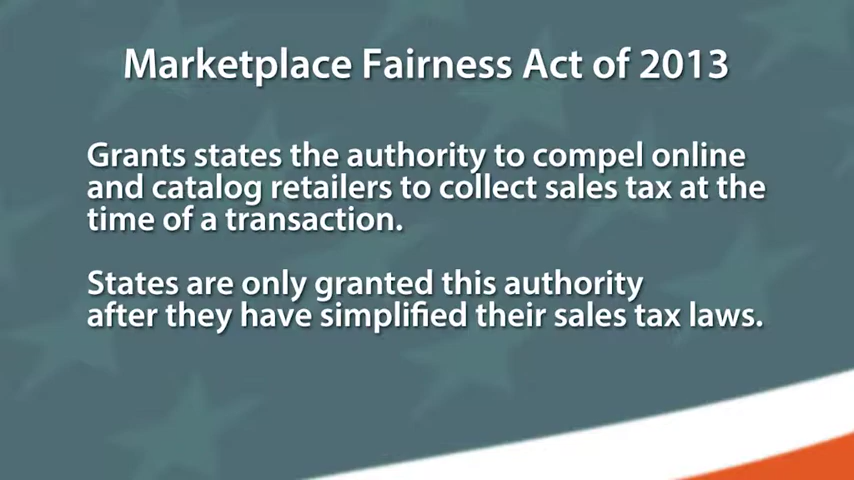 Marketplace Fairness Act of 2013
Grants states the authority to compel online
and catalog retailers to collect sales tax at the
time of a transaction.
States are only granted this authority
after they have simplified their sales tax laws.